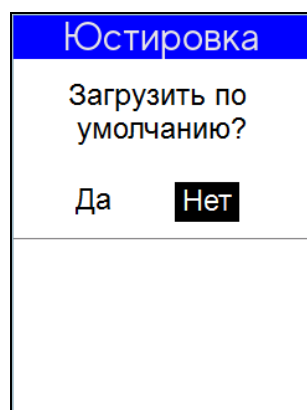 Юстировка
Загрузить по
умолчанию?
Да Нет